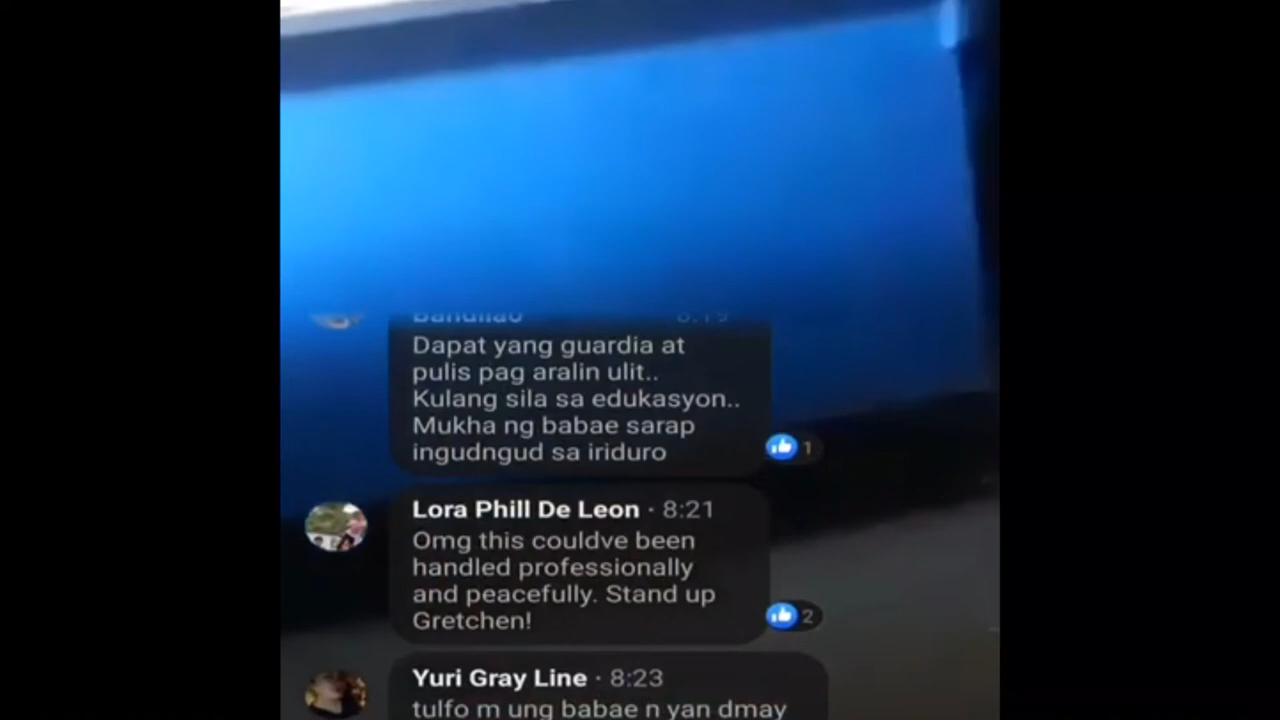 Dapat yang guardia at
pulis pag aralin ulit..
Kulang sila sa edukasyon..
Mukha ng babae sarap
ingudngud sa iriduro
1
Lora Phill De Leon · 8:21
Omg this couldve been
handled professionally
and peacefully. Stand up
Gretchen!
2
Yuri Gray Line · 8:23
tulfo m ung babae n yan dmay